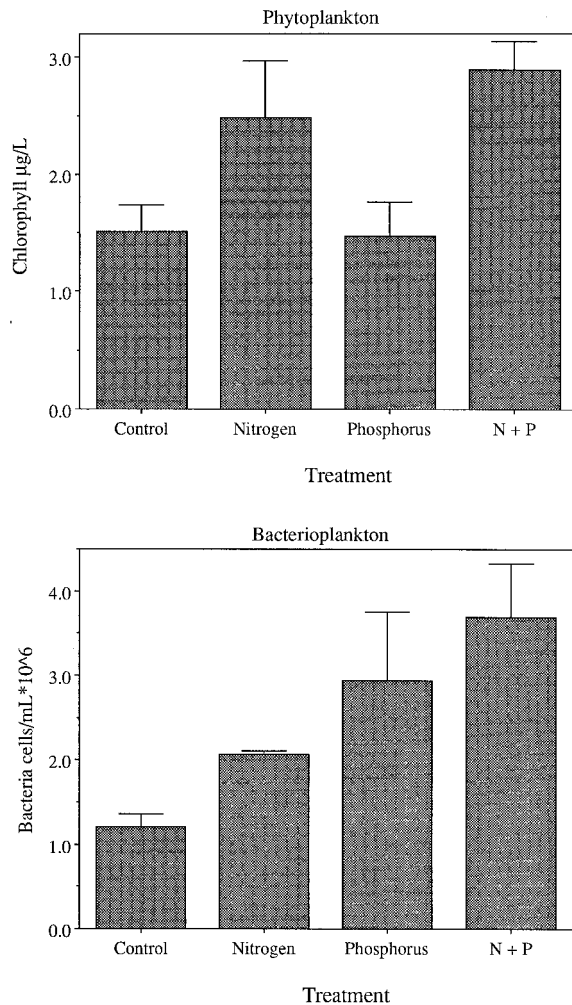 Phytoplankton
Chlorophyll µg/L
3.0
2.0
1.0
0.0
Control Nitrogen Phosphorus N + P
Treatment
Bacterioplankton
Bacteria cells/mL*10^6
4.0
3.0
2.0
1.0
0.0
Control Nitrogen Phosphorus N + P
Treatment